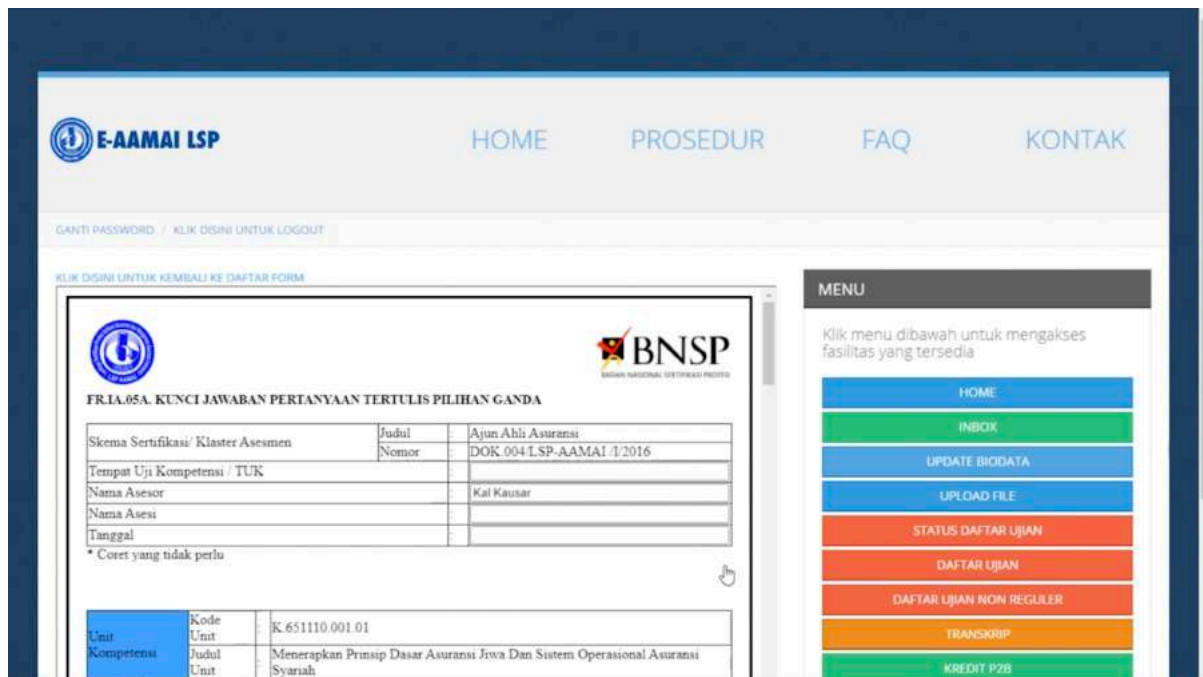 E-AAMAI LSP
HOME PROSEDUR FAQ KONTAK
GANTI PASSWORD / KLIK DISINI UNTUK LOGOUT
KLIK DISINI UNTUK KEMBALI KE DAFTAR FORM
BNSP
BADAN NASIONAL SERTIFIKASI PROFESI
FR.IA.05A. KUNCI JAWABAN PERTANYAAN TERTULIS PILIHAN GANDA
Skema Sertifikasi/ Klaster Asesmen Judul : Ajun Ahli Asuransi
Nomor : DOK.004/LSP-AAMAI /I/2016
Tempat Uji Kompetensi / TUK :
Nama Asesor : Kal Kausar
Nama Asesi :
Tanggal :
* Coret yang tidak perlu
Unit Kompetensi
Kode Unit : K.651110.001.01
Judul Unit : Menerapkan Prinsip Dasar Asuransi Jiwa Dan Sistem Operasional Asuransi
Syariah
MENU
Klik menu dibawah untuk mengakses
fasilitas yang tersedia
HOME
INBOX
UPDATE BIODATA
UPLOAD FILE
STATUS DAFTAR UJIAN
DAFTAR UJIAN
DAFTAR UJIAN NON REGULER
TRANSKRIP
KREDIT P2B